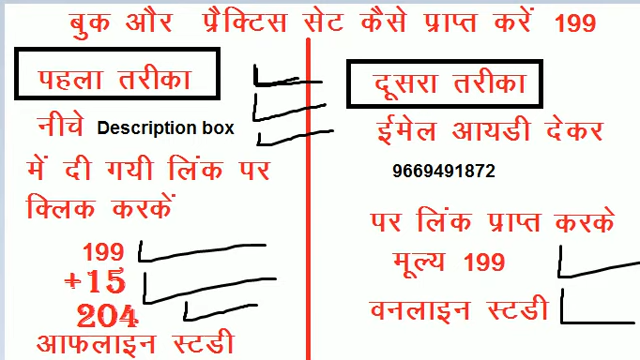 बुक और प्रैक्टिस सेट कैसे प्राप्त करें 199
पहला तरीका
नीचे Description box
में दी गयी लिंक पर
क्लिक करकें
199
+15
204
आफलाइन स्टडी
दूसरा तरीका
ईमेल आयडी देकर
9669491872
पर लिंक प्राप्त करके
मूल्य 199
वनलाइन स्टडी